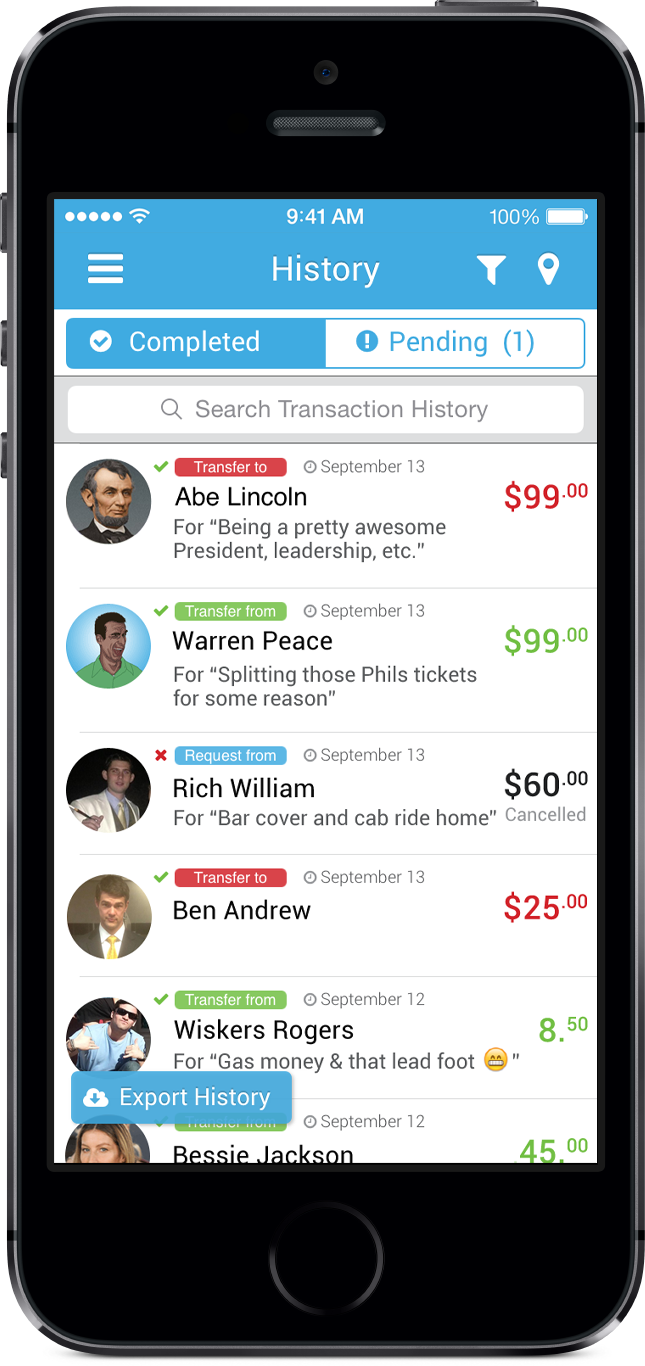 9:41 AM 100%
History
Completed Pending (1)
Search Transaction History
Transfer to September 13
Abe Lincoln $99.00
For “Being a pretty awesome
President, leadership, etc.”
Transfer from September 13
Warren Peace $99.00
For “Splitting those Phils tickets
for some reason”
Request from September 13
Rich William $60.00
For “Bar cover and cab ride home” Cancelled
Transfer to September 13
Ben Andrew $25.00
Transfer from September 12
Wiskers Rogers 8.50
For “Gas money & that lead foot 😁”
Export History
Transfer from September 12
Bessie Jackson 45.00